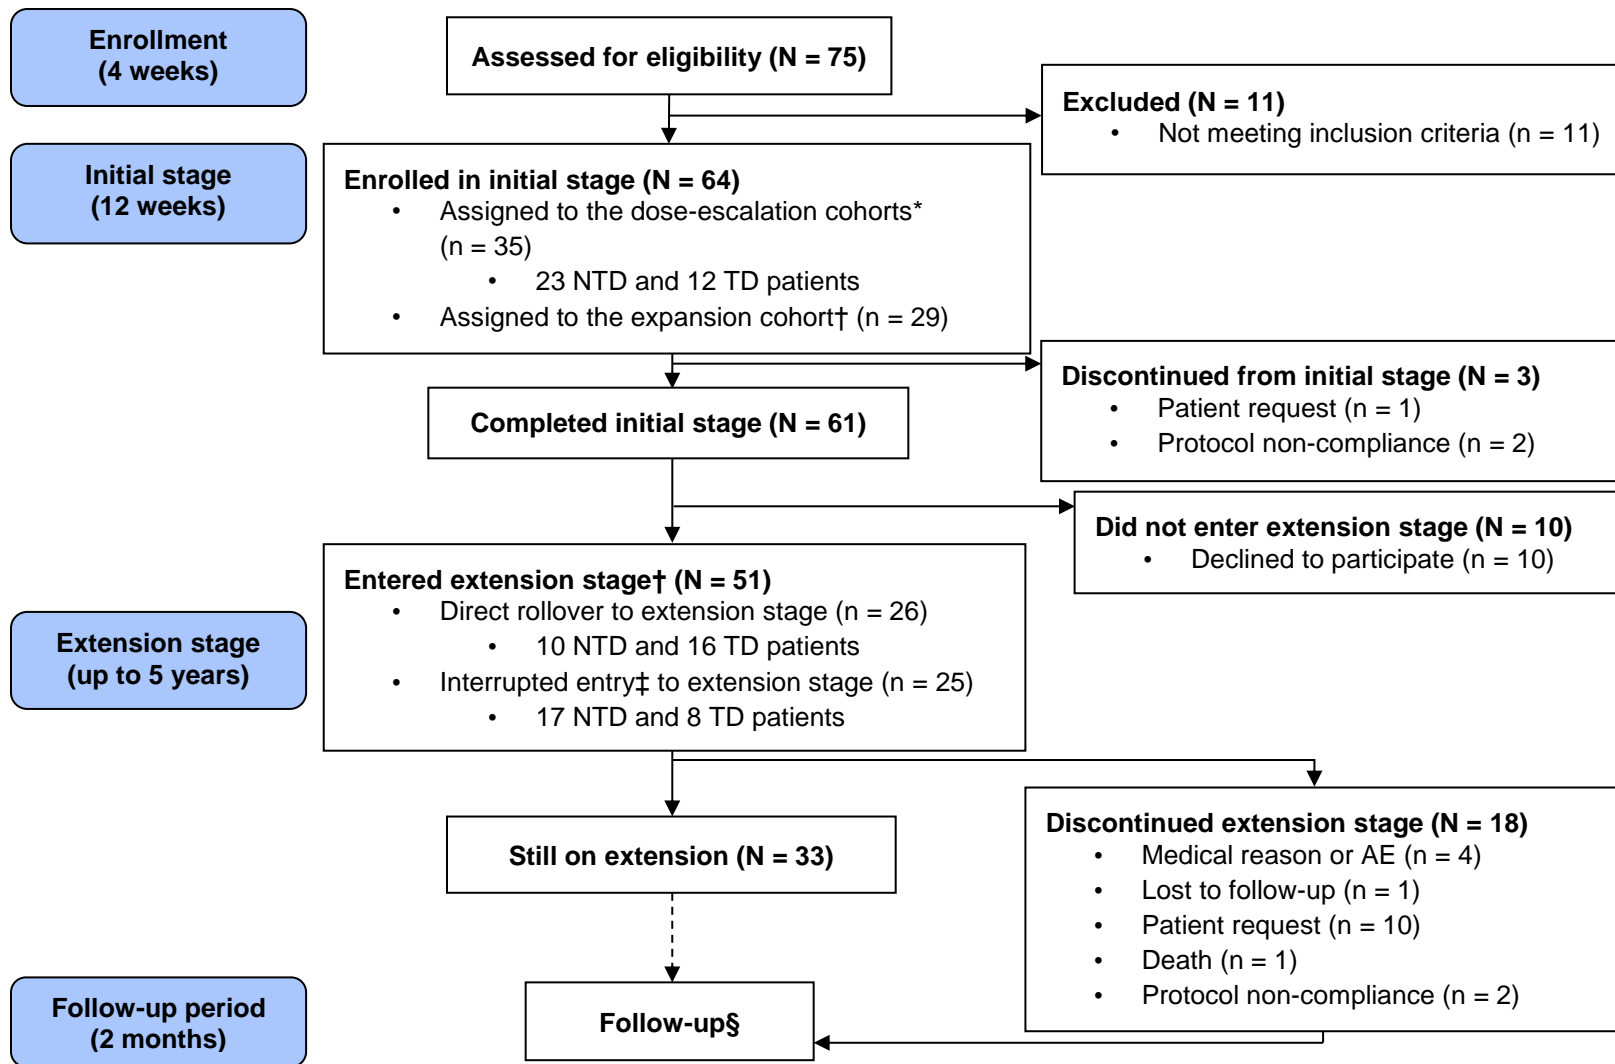 Enrollment
(4 weeks)
Assessed for eligibility (N = 75)
Excluded (N = 11)
• Not meeting inclusion criteria (n = 11)
Initial stage
(12 weeks)
Enrolled in initial stage (N = 64)
• Assigned to the dose-escalation cohorts*
(n = 35)
• 23 NTD and 12 TD patients
• Assigned to the expansion cohort† (n = 29)
Discontinued from initial stage (N = 3)
• Patient request (n = 1)
• Protocol non-compliance (n = 2)
Completed initial stage (N = 61)
Did not enter extension stage (N = 10)
• Declined to participate (n = 10)
Extension stage
(up to 5 years)
Entered extension stage† (N = 51)
• Direct rollover to extension stage (n = 26)
• 10 NTD and 16 TD patients
• Interrupted entry‡ to extension stage (n = 25)
• 17 NTD and 8 TD patients
Still on extension (N = 33)
Discontinued extension stage (N = 18)
• Medical reason or AE (n = 4)
• Lost to follow-up (n = 1)
• Patient request (n = 10)
• Death (n = 1)
• Protocol non-compliance (n = 2)
Follow-up period
(2 months)
Follow-up§